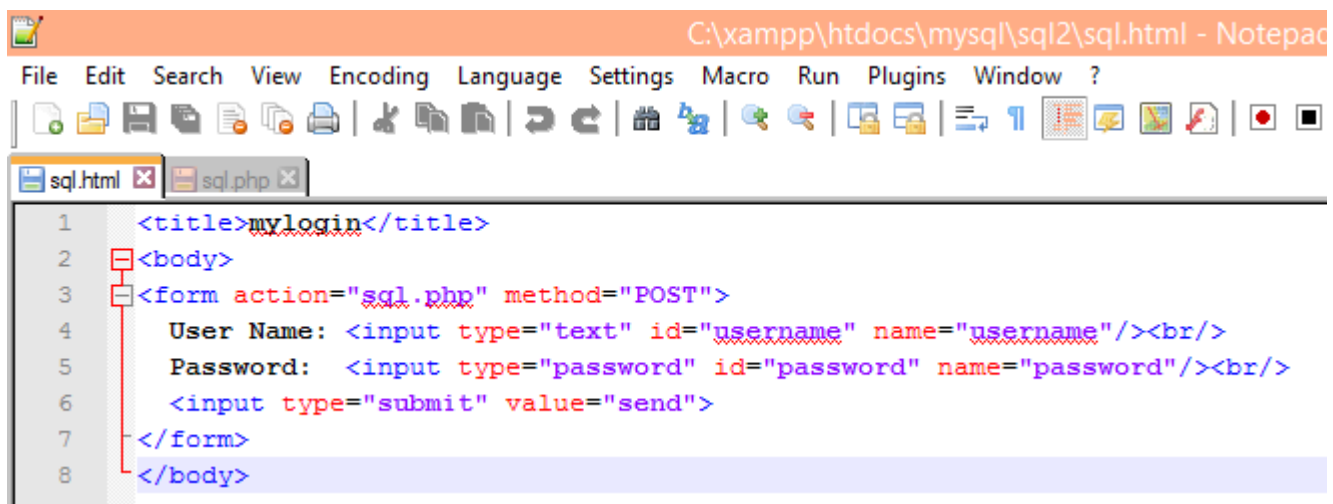 C:\xampp\htdocs\mysql\sql2\sql.html - Notepad
File Edit Search View Encoding Language Settings Macro Run Plugins Window ?
sql.html sql.php
1 <title>mylogin</title>
2 <body>
3 <form action="sql.php" method="POST">
4 User Name: <input type="text" id="username" name="username"/><br/>
5 Password: <input type="password" id="password" name="password"/><br/>
6 <input type="submit" value="send">
7 </form>
8 </body>